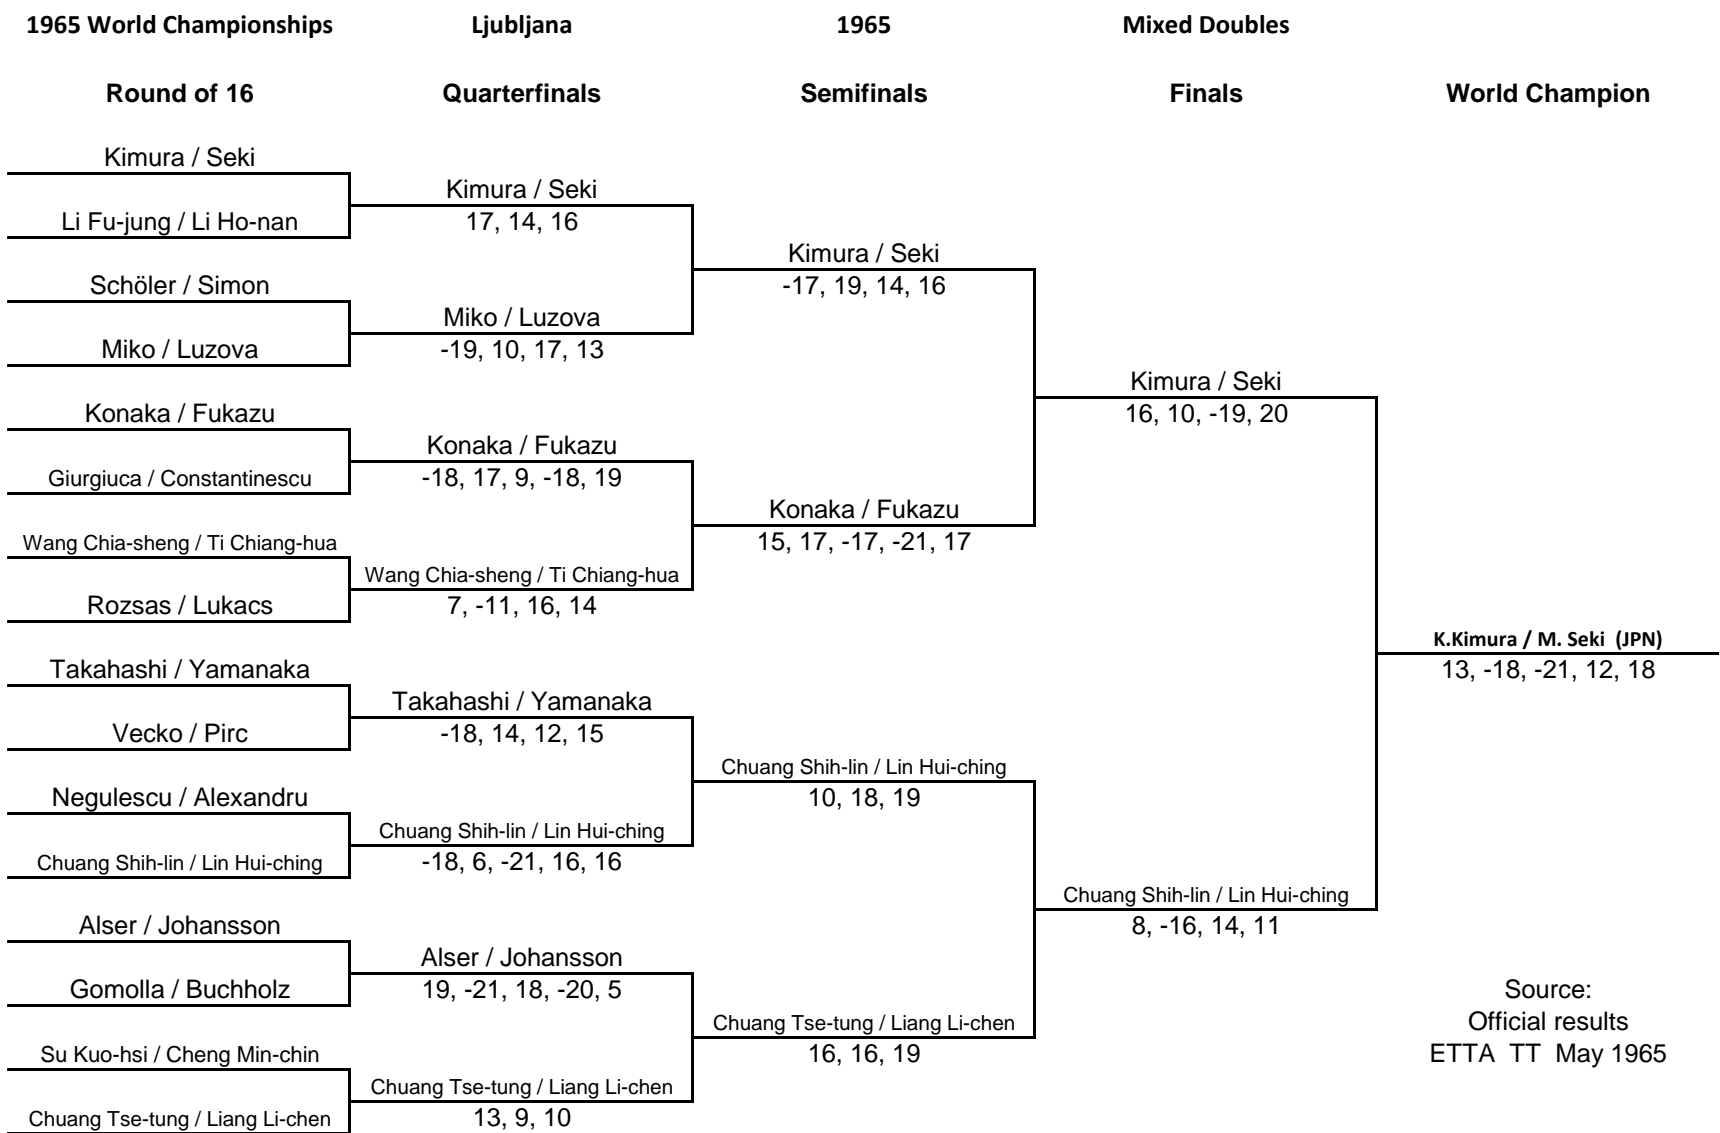 1965 World Championships
Ljubljana
1965
Mixed Doubles
Round of 16
Quarterfinals
Semifinals
Finals
World Champion
Kimura / Seki
Li Fu-jung / Li Ho-nan
Schöler / Simon
Miko / Luzova
Konaka / Fukazu
Giurgiuca / Constantinescu
Wang Chia-sheng / Ti Chiang-hua
Rozsas / Lukacs
Takahashi / Yamanaka
Vecko / Pirc
Negulescu / Alexandru
Chuang Shih-lin / Lin Hui-ching
Alser / Johansson
Gomolla / Buchholz
Su Kuo-hsi / Cheng Min-chin
Chuang Tse-tung / Liang Li-chen
Kimura / Seki
17, 14, 16
Miko / Luzova
-19, 10, 17, 13
Konaka / Fukazu
-18, 17, 9, -18, 19
Wang Chia-sheng / Ti Chiang-hua
7, -11, 16, 14
Takahashi / Yamanaka
-18, 14, 12, 15
Chuang Shih-lin / Lin Hui-ching
-18, 6, -21, 16, 16
Alser / Johansson
19, -21, 18, -20, 5
Chuang Tse-tung / Liang Li-chen
13, 9, 10
Kimura / Seki
-17, 19, 14, 16
Konaka / Fukazu
15, 17, -17, -21, 17
Chuang Shih-lin / Lin Hui-ching
10, 18, 19
Chuang Tse-tung / Liang Li-chen
16, 16, 19
Kimura / Seki
16, 10, -19, 20
Chuang Shih-lin / Lin Hui-ching
8, -16, 14, 11
K.Kimura / M. Seki (JPN)
13, -18, -21, 12, 18
Source:
Official results
ETTA TT May 1965